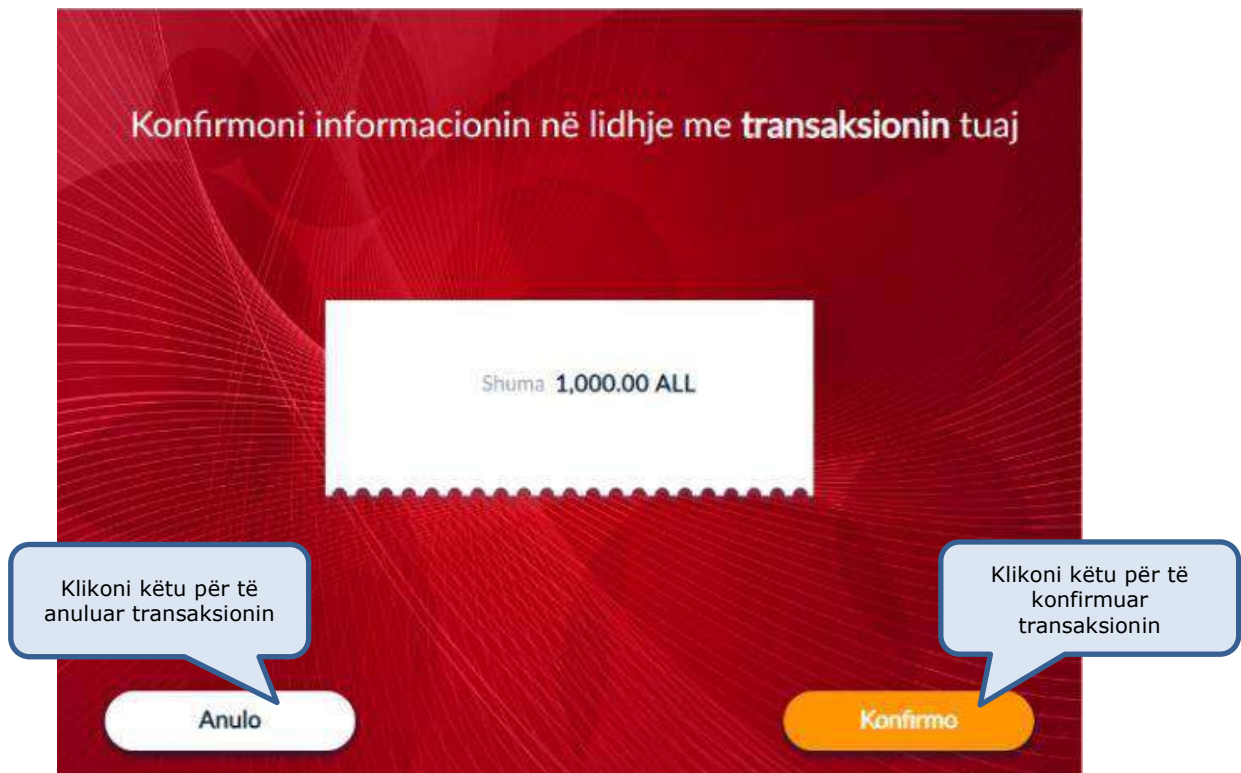 Konfirmoni informacionin në lidhje me transaksionin tuaj
Shuma 1,000.00 ALL
Klikoni këtu për të
anuluar transaksionin
Klikoni këtu për të
konfirmuar
transaksionin
Anulo
Konfirmo